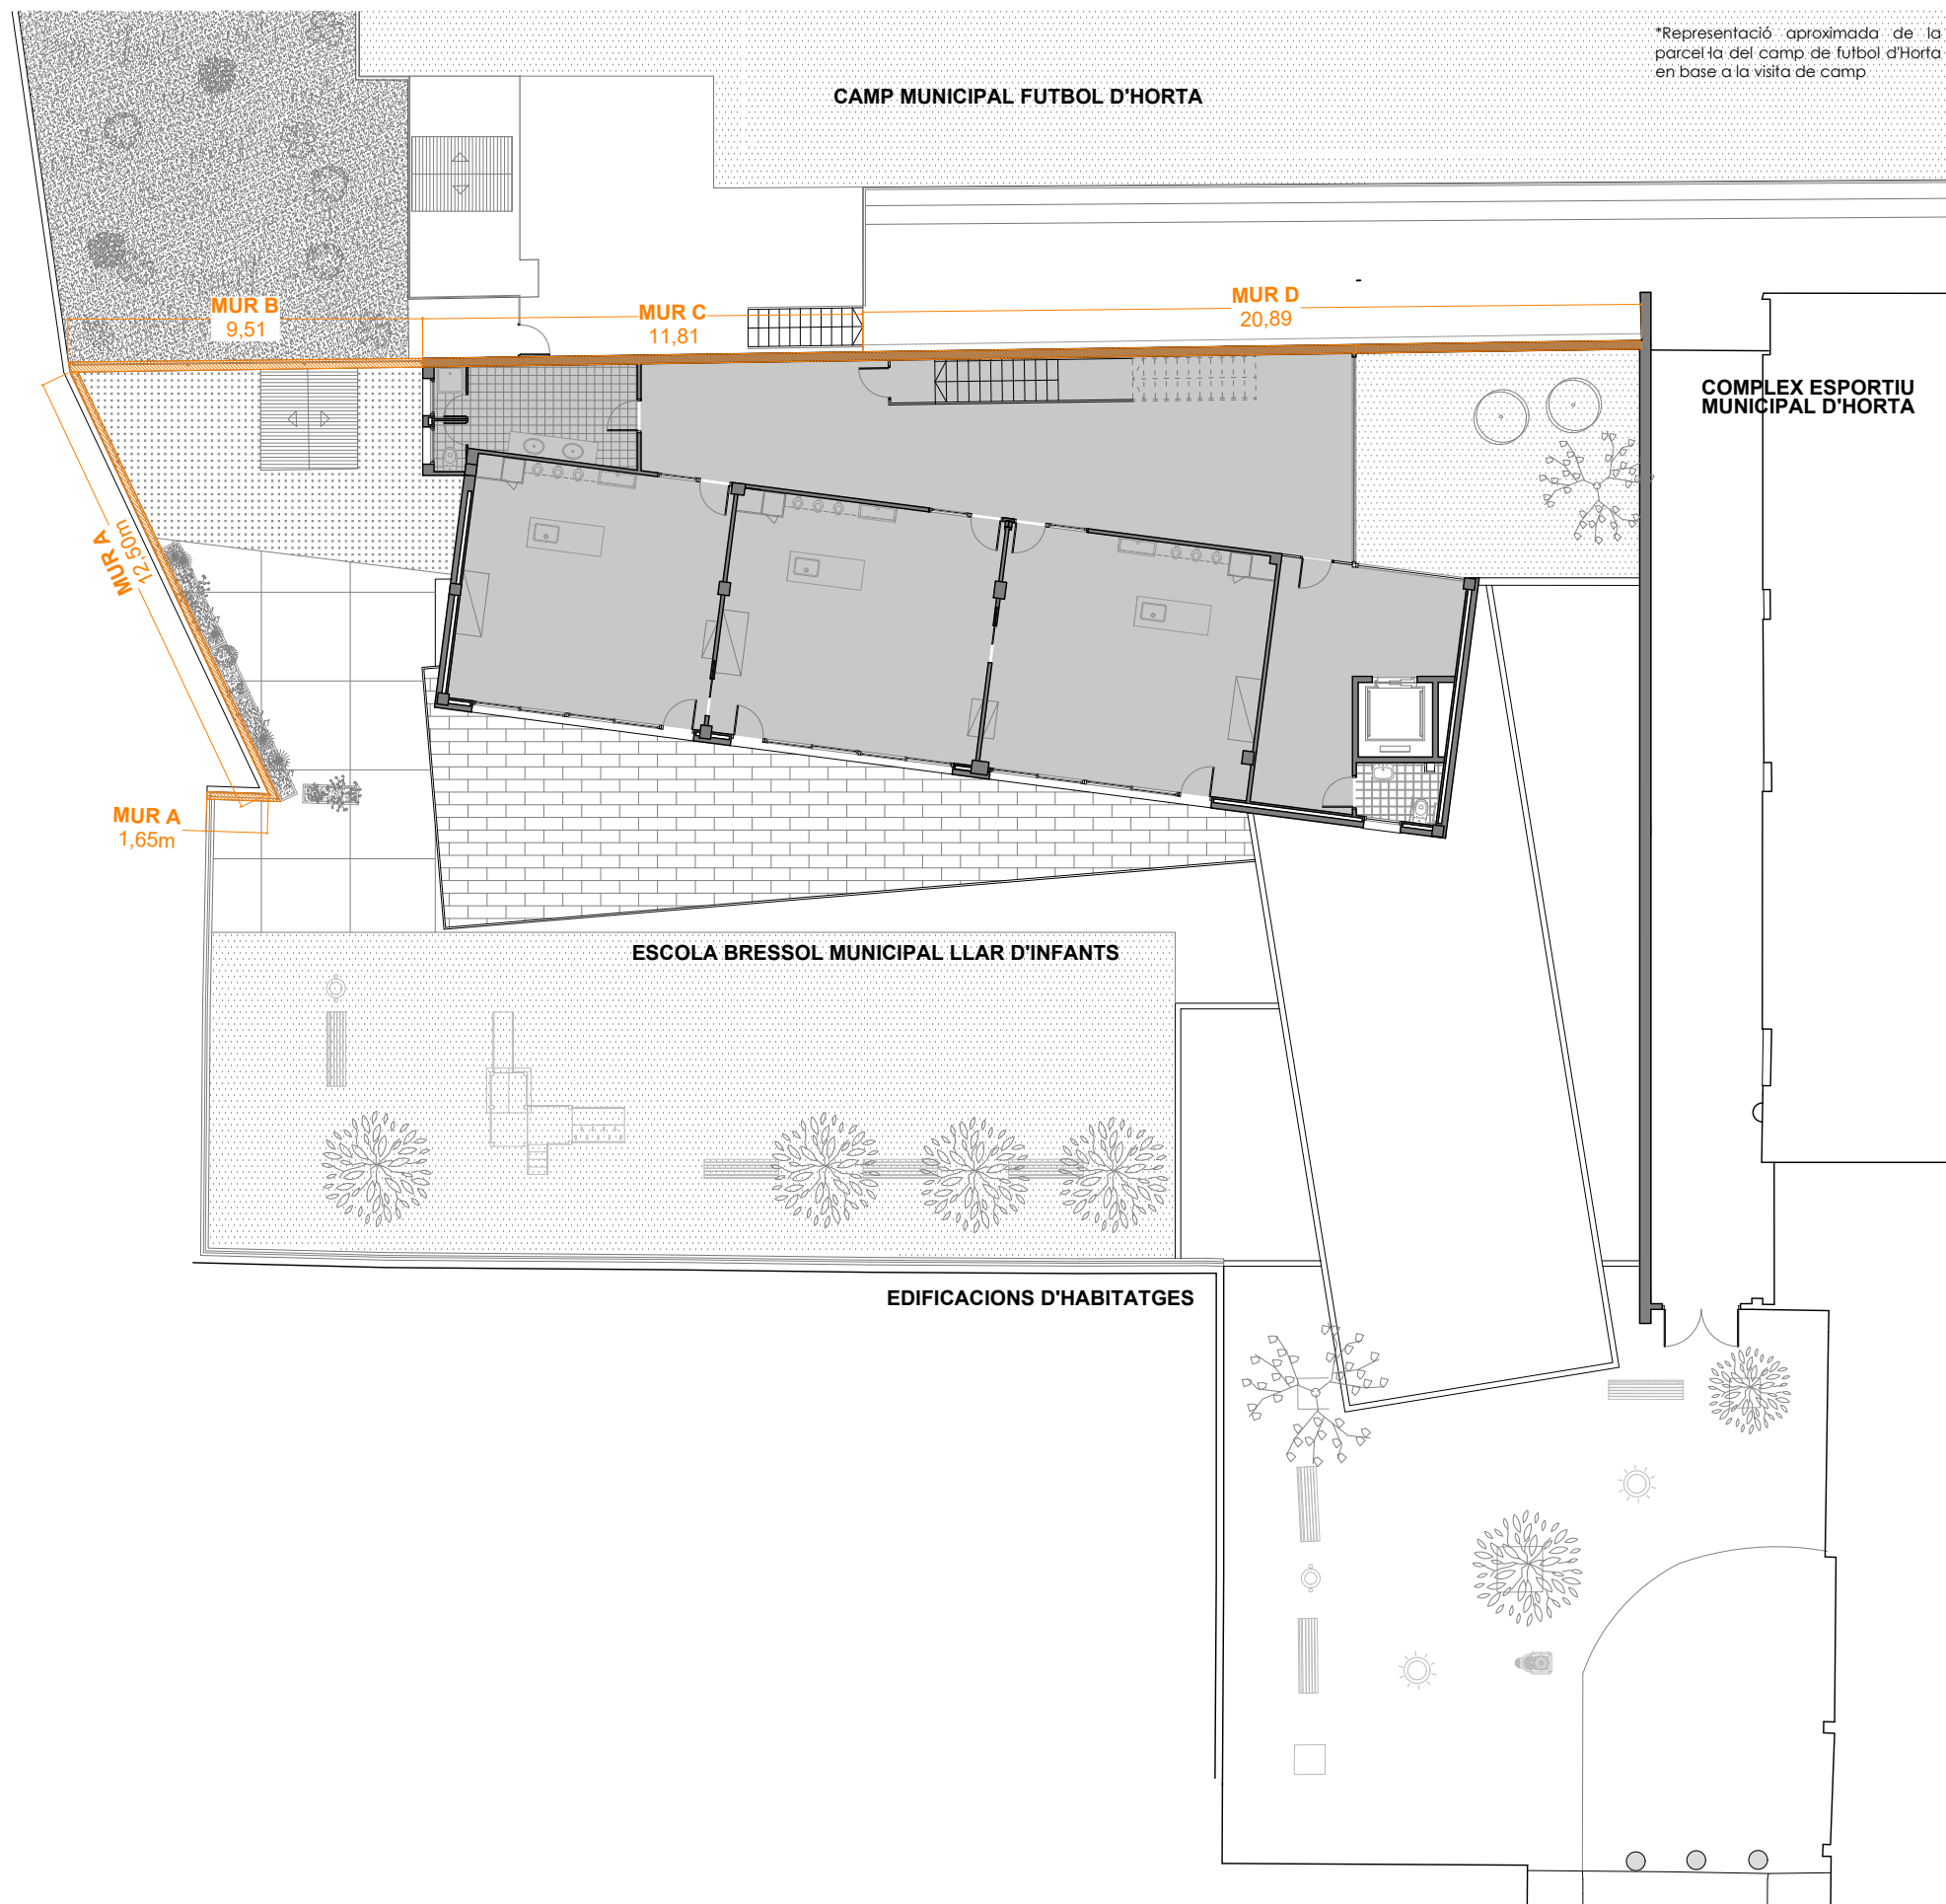 *Representació aproximada de la
parcel·la del camp de futbol d'Horta
en base a la visita de camp
CAMP MUNICIPAL FUTBOL D'HORTA
MUR B
9,51
MUR C
11,81
MUR D
20,89
COMPLEX ESPORTIU
MUNICIPAL D'HORTA
MUR A
12,50m
MUR A
1,65m
ESCOLA BRESSOL MUNICIPAL LLAR D'INFANTS
EDIFICACIONS D'HABITATGES